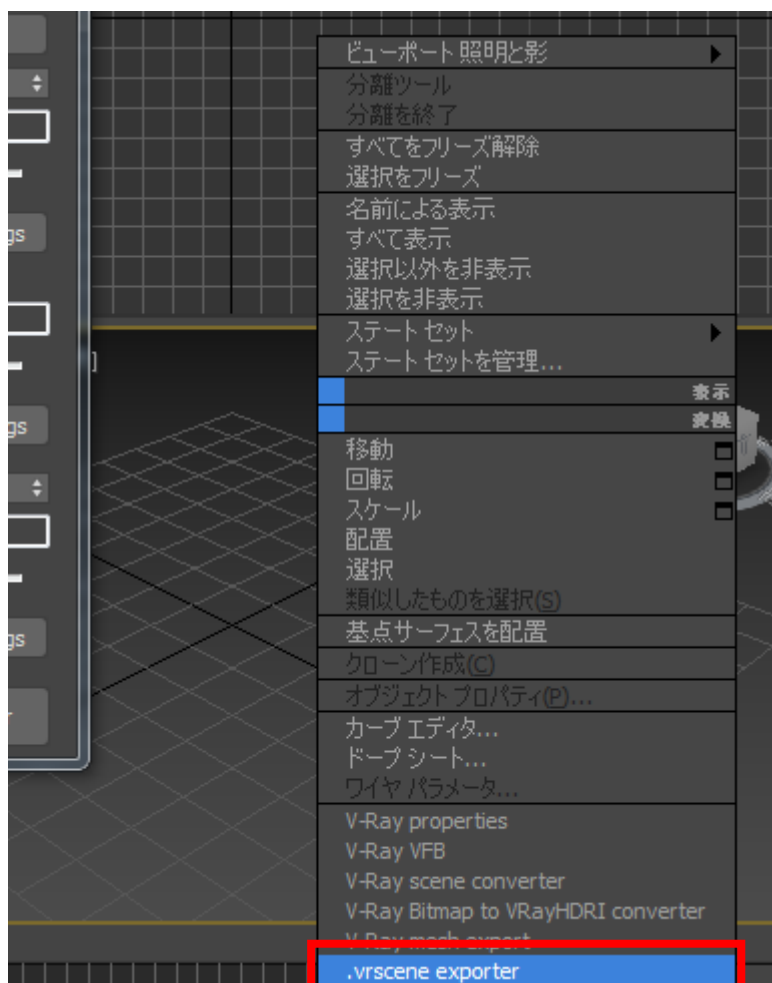 ビューポート 照明と影
分離ツール
分離を終了
すべてをフリーズ解除
選択をフリーズ
gs
名前による表示
すべて表示
選択以外を非表示
選択を非表示
ステート セット
ステート セットを管理...
]
表示
変換
gs
移動
回転
スケール
配置
選択
類似したものを選択(S)
gs
基点サーフェスを配置
クローン作成(C)
オブジェクト プロパティ(P)...
カーブ エディタ...
ドープ シート...
ワイヤ パラメータ...
V-Ray properties
V-Ray VFB
V-Ray scene converter
V-Ray Bitmap to VRayHDRI converter
V-Ray mesh export
.vrscene exporter